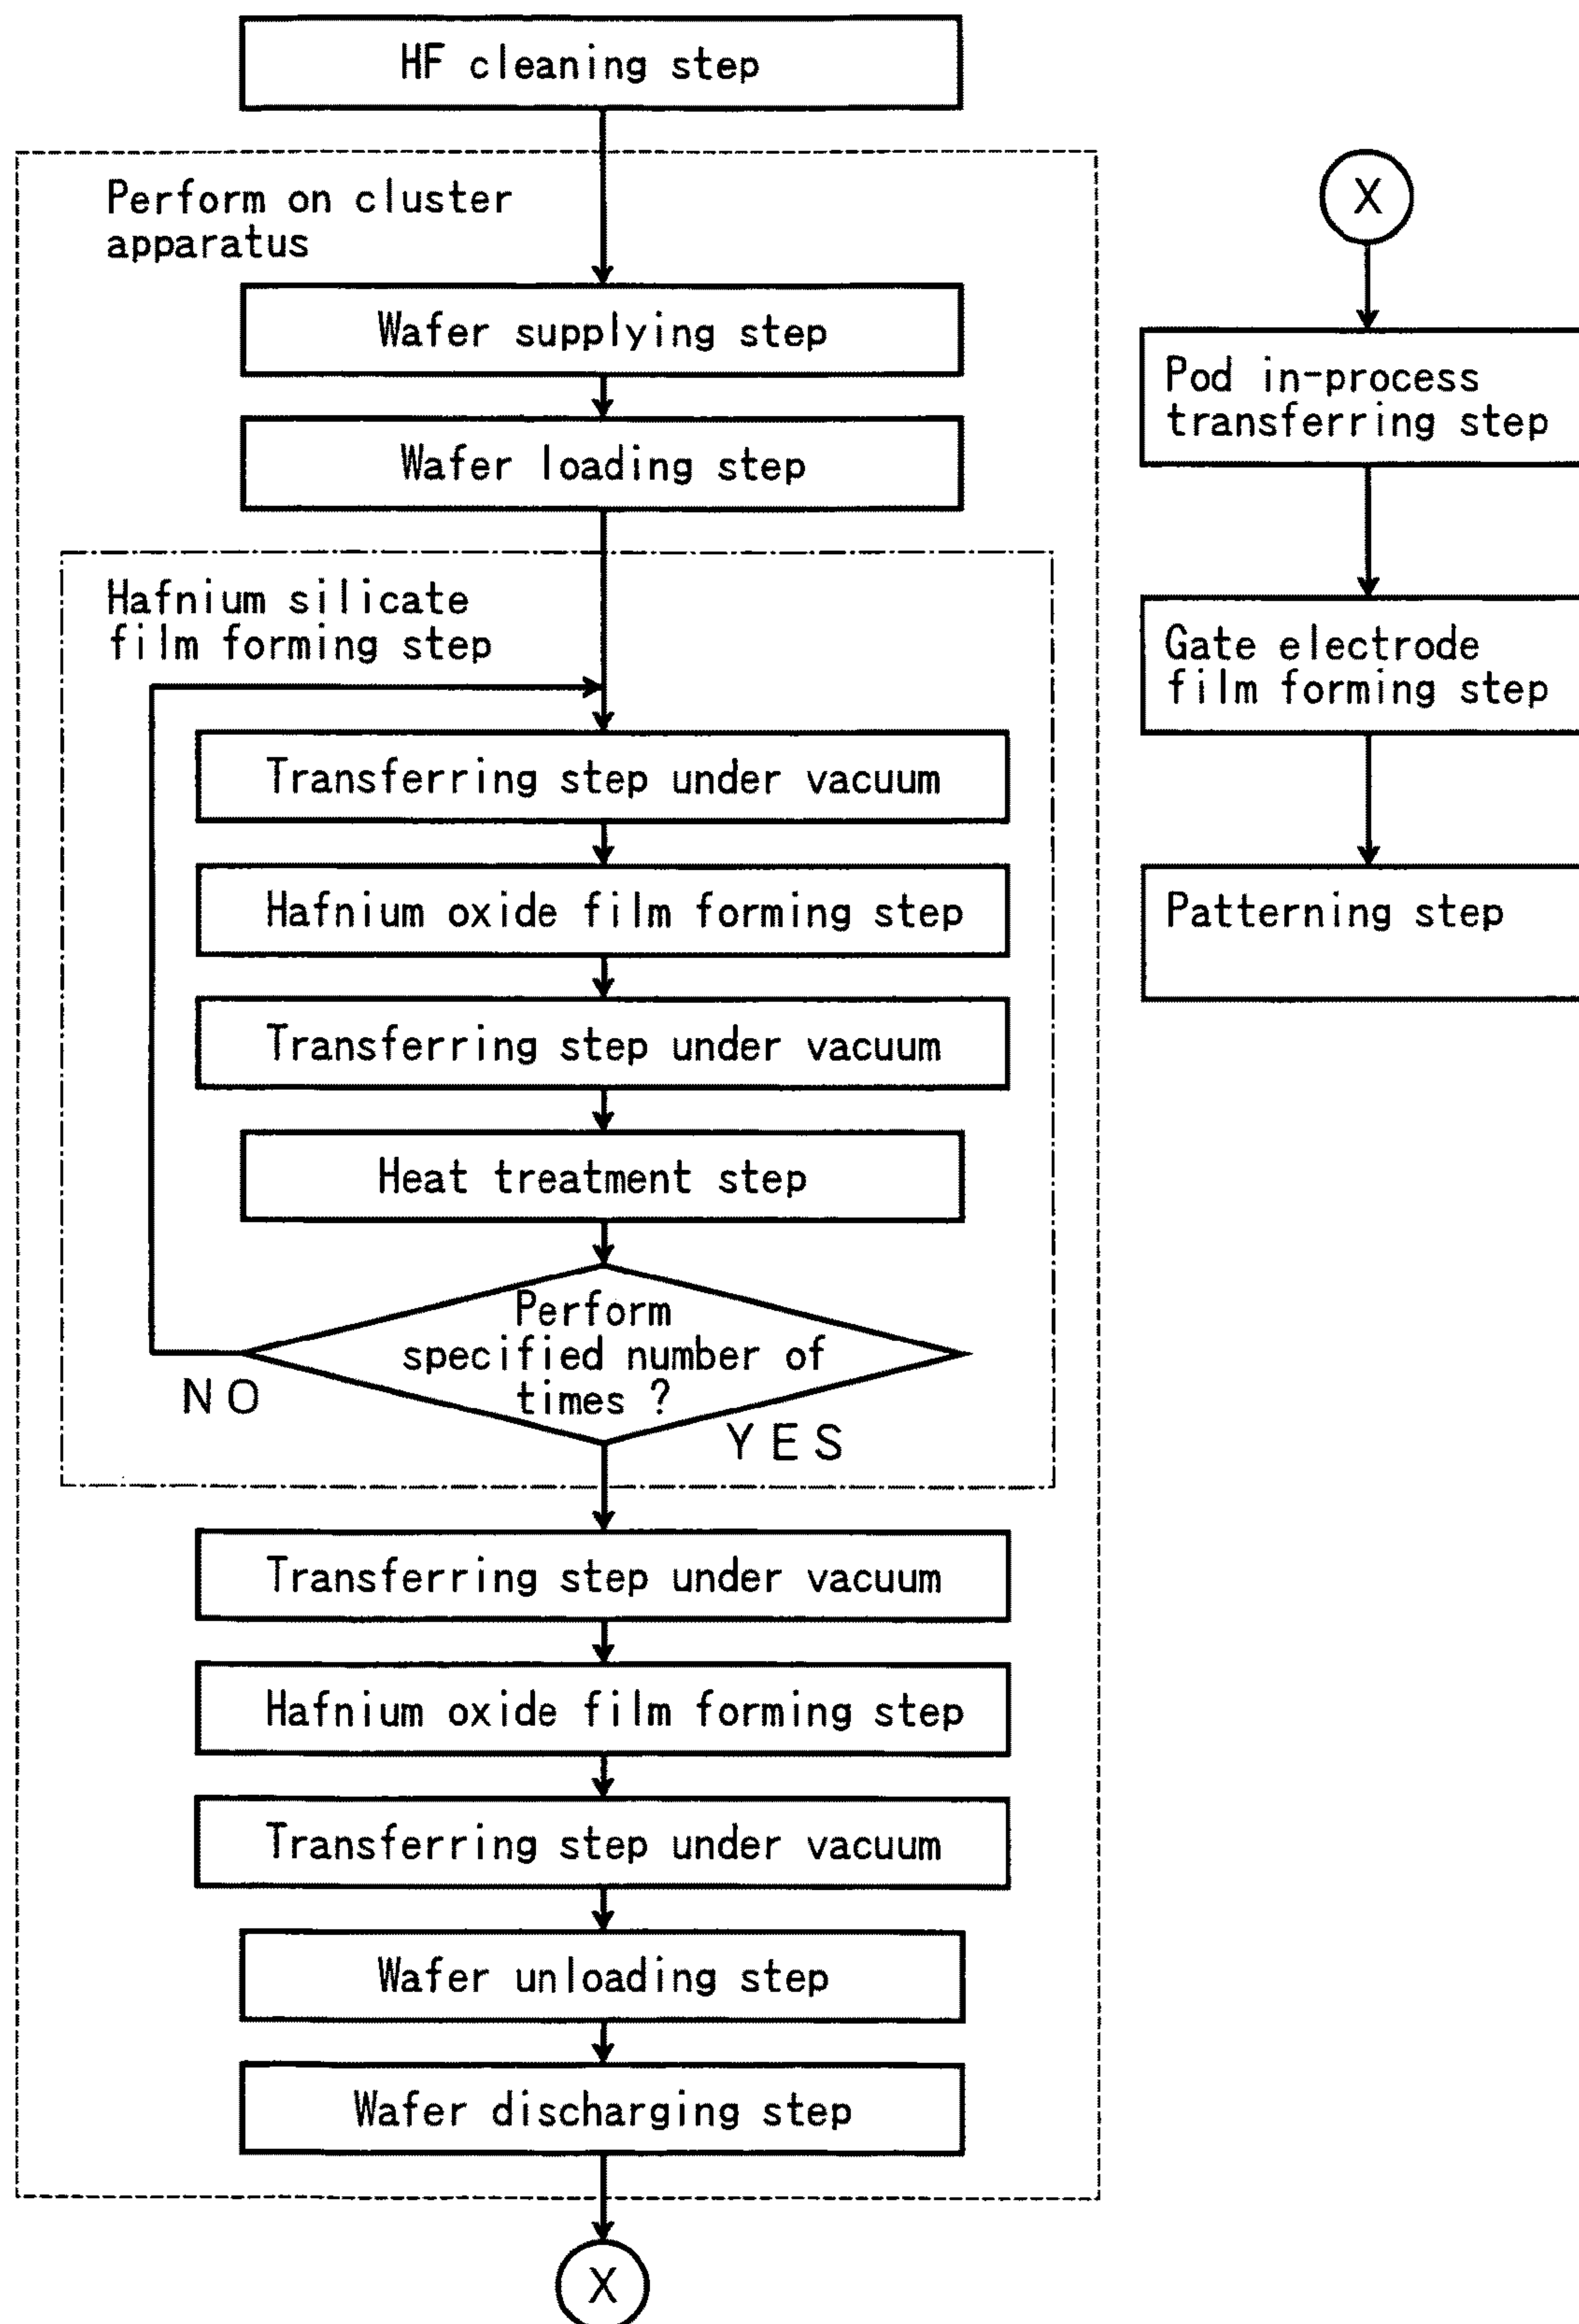 HF cleaning step
Perform on cluster
apparatus
Wafer supplying step
Wafer loading step
Hafnium silicate
film forming step
Transferring step under vacuum
Hafnium oxide film forming step
Transferring step under vacuum
Heat treatment step
Perform
specified number of
times ?
NO
YES
Transferring step under vacuum
Hafnium oxide film forming step
Transferring step under vacuum
Wafer unloading step
Wafer discharging step
X
X
Pod in-process
transferring step
Gate electrode
film forming step
Patterning step